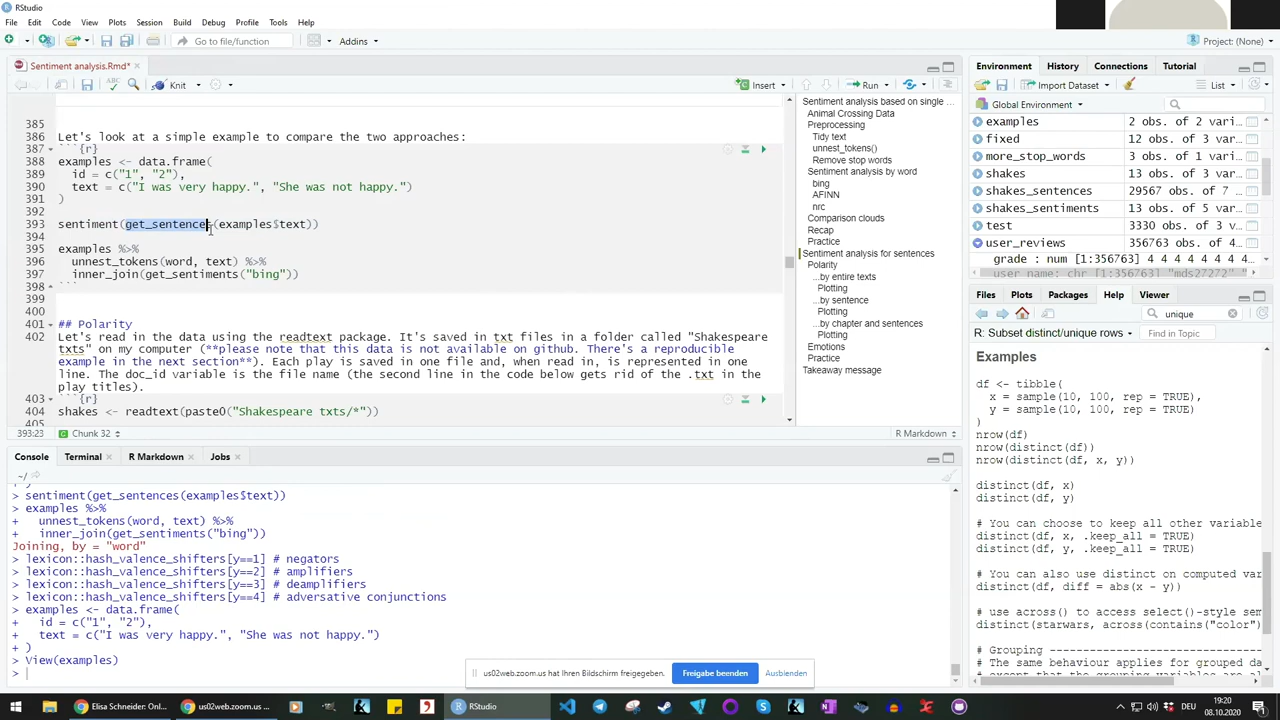 RStudio
File Edit Code View Plots Session Build Debug Profile Tools Help
Go to file/function Addins Project: (None)
Sentiment analysis.Rmd*
Knit Insert Run
385
386 Let's look at a simple example to compare the two approaches:
387 ```{r}
388 examples <- data.frame(
389 id = c("1", "2"),
390 text = c("I was very happy.", "She was not happy.")
391 )
392
393 sentiment(get_sentences(examples$text))
394
395 examples %>%
396 unnest_tokens(word, text) %>%
397 inner_join(get_sentiments("bing"))
398 ```
399
400
401 ## Polarity
402 Let's read in the data using the readtext package. It's saved in txt files in a folder called "Shakespeare
txts" on my computer (**please note that this data is not available on github. There's a reproducible
example in the next section**). Each play is saved in one file and, when read in, is represented in one
line. The doc_id variable is the file name (the second line in the code below gets rid of the .txt in the
play titles).
403 ```{r}
404 shakes <- readtext(paste0("Shakespeare txts/*"))
405
393:23 Chunk 32 R Markdown
Sentiment analysis based on single ...
Animal Crossing Data
Preprocessing
Tidy text
unnest_tokens()
Remove stop words
Sentiment analysis by word
bing
AFINN
nrc
Comparison clouds
Recap
Practice
Sentiment analysis for sentences
Polarity
...by entire texts
Plotting
...by sentence
Plotting
...by chapter and sentences
Plotting
Emotions
Practice
Takeaway message
Console Terminal R Markdown Jobs
~/
> sentiment(get_sentences(examples$text))
> examples %>%
+ unnest_tokens(word, text) %>%
+ inner_join(get_sentiments("bing"))
Joining, by = "word"
> lexicon::hash_valence_shifters[y==1] # negators
> lexicon::hash_valence_shifters[y==2] # amplifiers
> lexicon::hash_valence_shifters[y==3] # deamplifiers
> lexicon::hash_valence_shifters[y==4] # adversative conjunctions
> examples <- data.frame(
+ id = c("1", "2"),
+ text = c("I was very happy.", "She was not happy.")
+ )
> View(examples)
>
Environment History Connections Tutorial
Import Dataset List
Global Environment
examples 2 obs. of 2 vari...
fixed 12 obs. of 3 var...
more_stop_words 3 obs. of 1 vari...
shakes 13 obs. of 3 var...
shakes_sentences 29567 obs. of 7 ...
shakes_sentiments 13 obs. of 5 var...
test 3330 obs. of 3 v...
user_reviews 356763 obs. of 4...
grade : num [1:356763] 4 4 4 4 4 4 4
user name: chr [1:356763] "mds27272"
Files Plots Packages Help Viewer
unique
R: Subset distinct/unique rows Find in Topic
Examples
df <- tibble(
x = sample(10, 100, rep = TRUE),
y = sample(10, 100, rep = TRUE)
)
nrow(df)
nrow(distinct(df))
nrow(distinct(df, x, y))
distinct(df, x)
distinct(df, y)
# You can choose to keep all other variable
distinct(df, x, .keep_all = TRUE)
distinct(df, y, .keep_all = TRUE)
# You can also use distinct on computed var
distinct(df, diff = abs(x - y))
# use across() to access select()-style sem
distinct(starwars, across(contains("color")
# Grouping
# The same behaviour applies for grouped da
us02web.zoom.us hat Ihren Bildschirm freigegeben. Freigabe beenden Ausblenden
Elisa Schneider: Onl... us02web.zoom.us ... RStudio DEU 19:20
08.10.2020